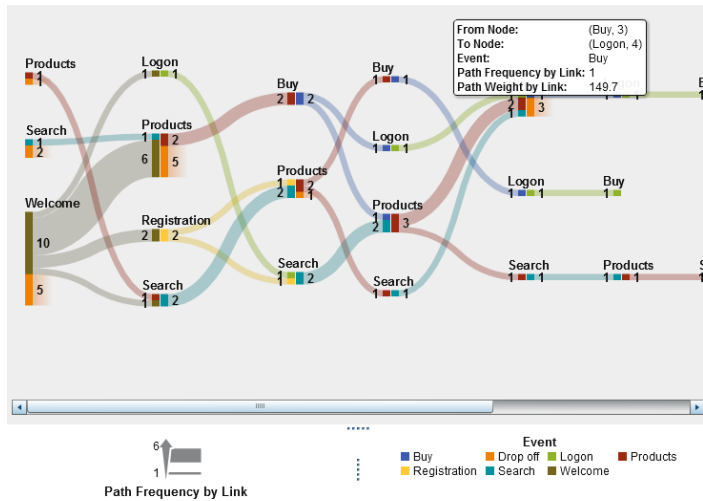 From Node: (Buy, 3)
To Node: (Logon, 4)
Event: Buy
Path Frequency by Link: 1
Path Weight by Link: 149.7
Products
1
1
Search
1
2
Welcome
10
5
Logon
1 1
Products
1 2
6 5
Registration
2 2
Search
1 2
1
Buy
2 2
Products
1 2
2 1
Search
1 2
1
Buy
1 1
Logon
1 1
Products
1 3
2
Search
1 1
2 3
1
Logon
1 1
Search
1 1
1
Buy
1
Products
1 1
B
1
S
1
6
1
Path Frequency by Link
Event
Buy Drop off Logon Products
Registration Search Welcome